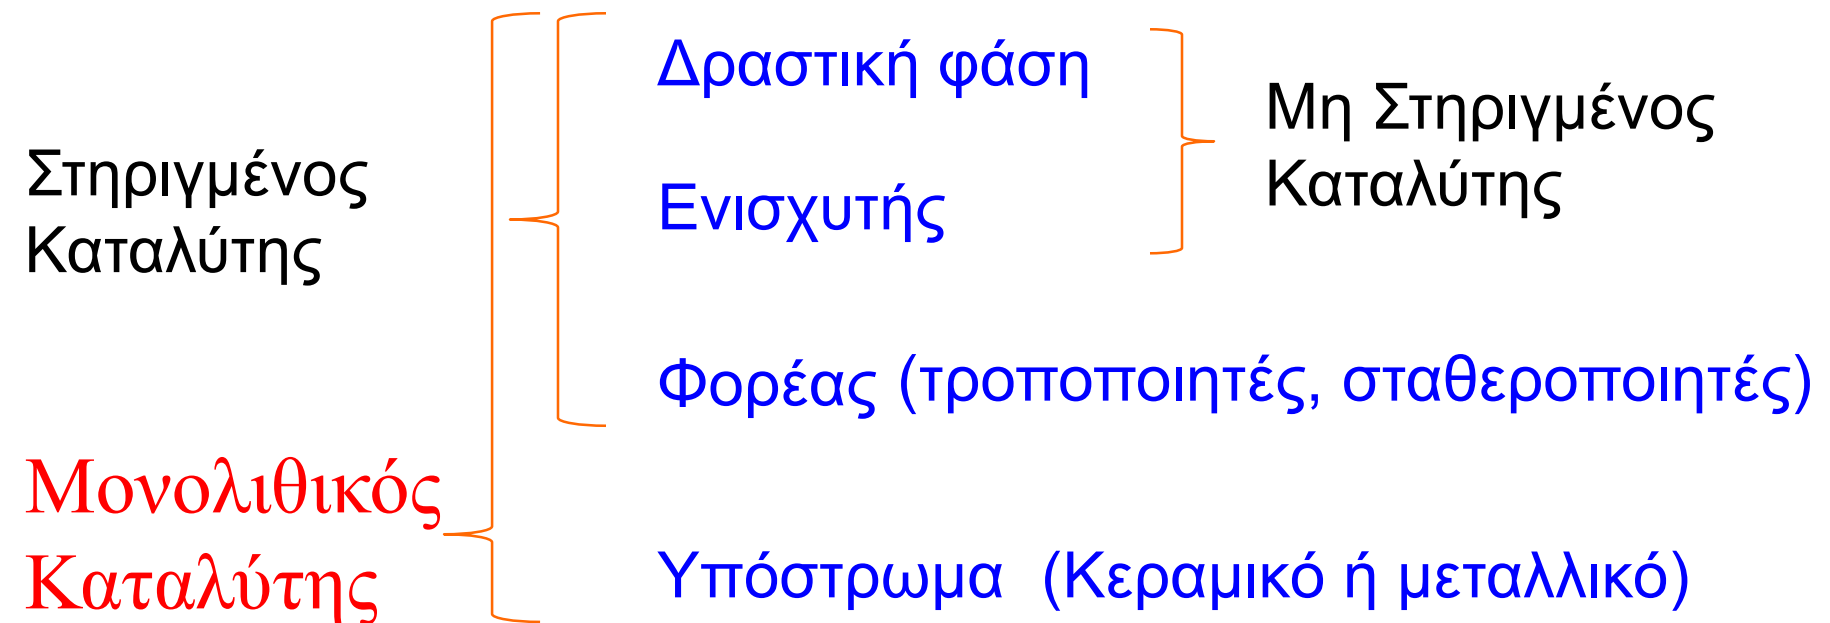 Στηριγμένος
Καταλύτης
Μονολιθικός
Καταλύτης
Δραστική φάση
Ενισχυτής
Φορέας (τροποποιητές, σταθεροποιητές)
Υπόστρωμα (Κεραμικό ή μεταλλικό)
Μη Στηριγμένος
Καταλύτης